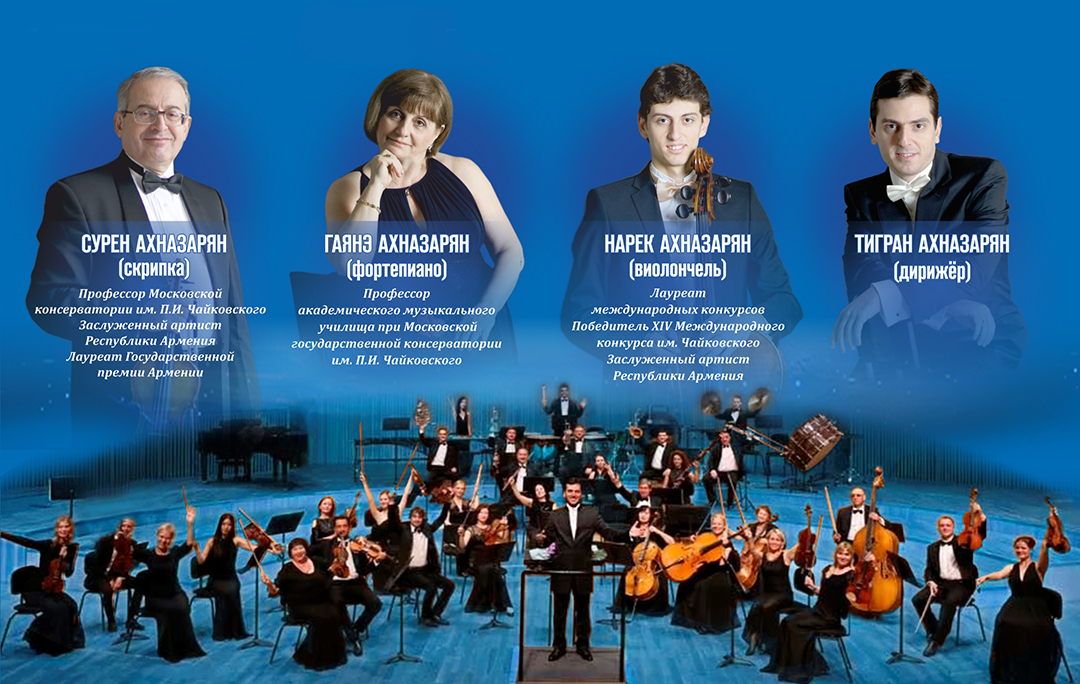 СУРЕН АХНАЗАРЯН
(скрипка)
Профессор Московской
консерватории им. П.И. Чайковского
Заслуженный артист
Республики Армения
Лауреат Государственной
премии Армении
ГАЯНЭ АХНАЗАРЯН
(фортепиано)
Профессор
академического музыкального
училища при Московской
государственной консерватории
им. П.И. Чайковского
НАРЕК АХНАЗАРЯН
(виолончель)
Лауреат
международных конкурсов
Победитель XIV Международного
конкурса им. Чайковского
Заслуженный артист
Республики Армения
ТИГРАН АХНАЗАРЯН
(дирижёр)